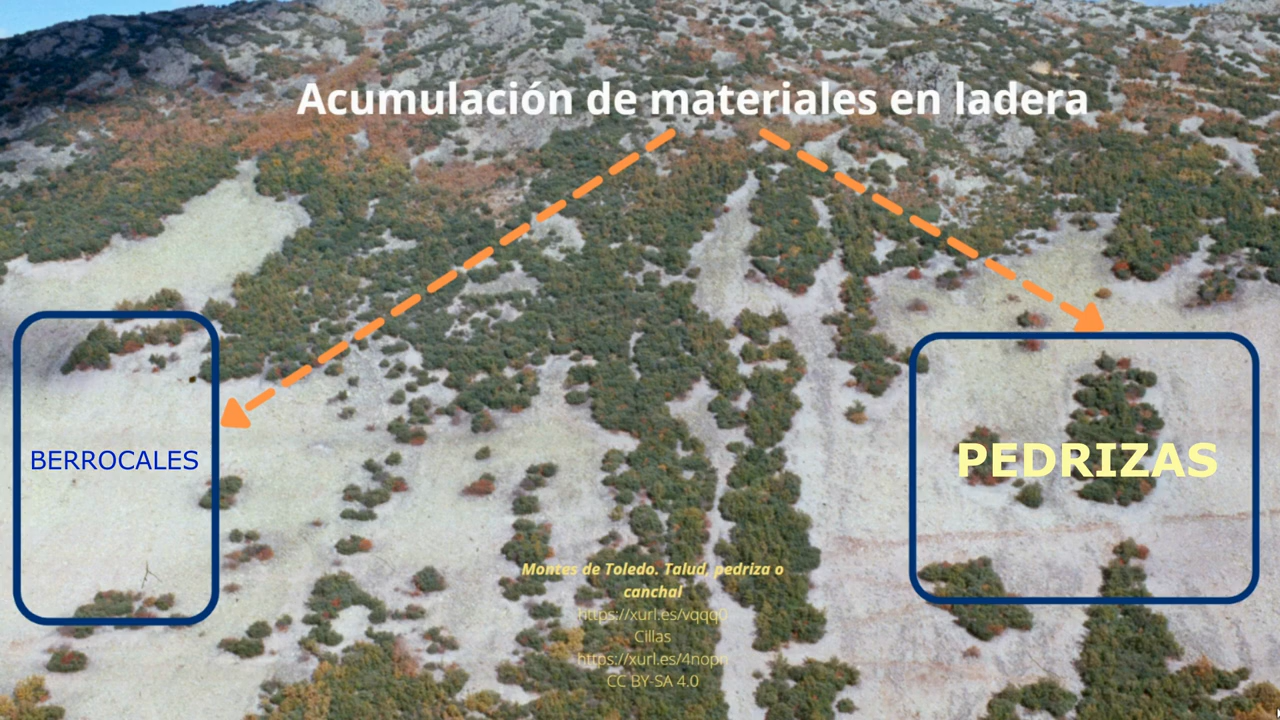 Acumulación de materiales en ladera
BERROCALES
PEDRIZAS
Montes de Toledo. Talud, pedriza o
canchal
https://xurl.es/vqqq0
Cillas
https://xurl.es/4nopn
CC BY-SA 4.0